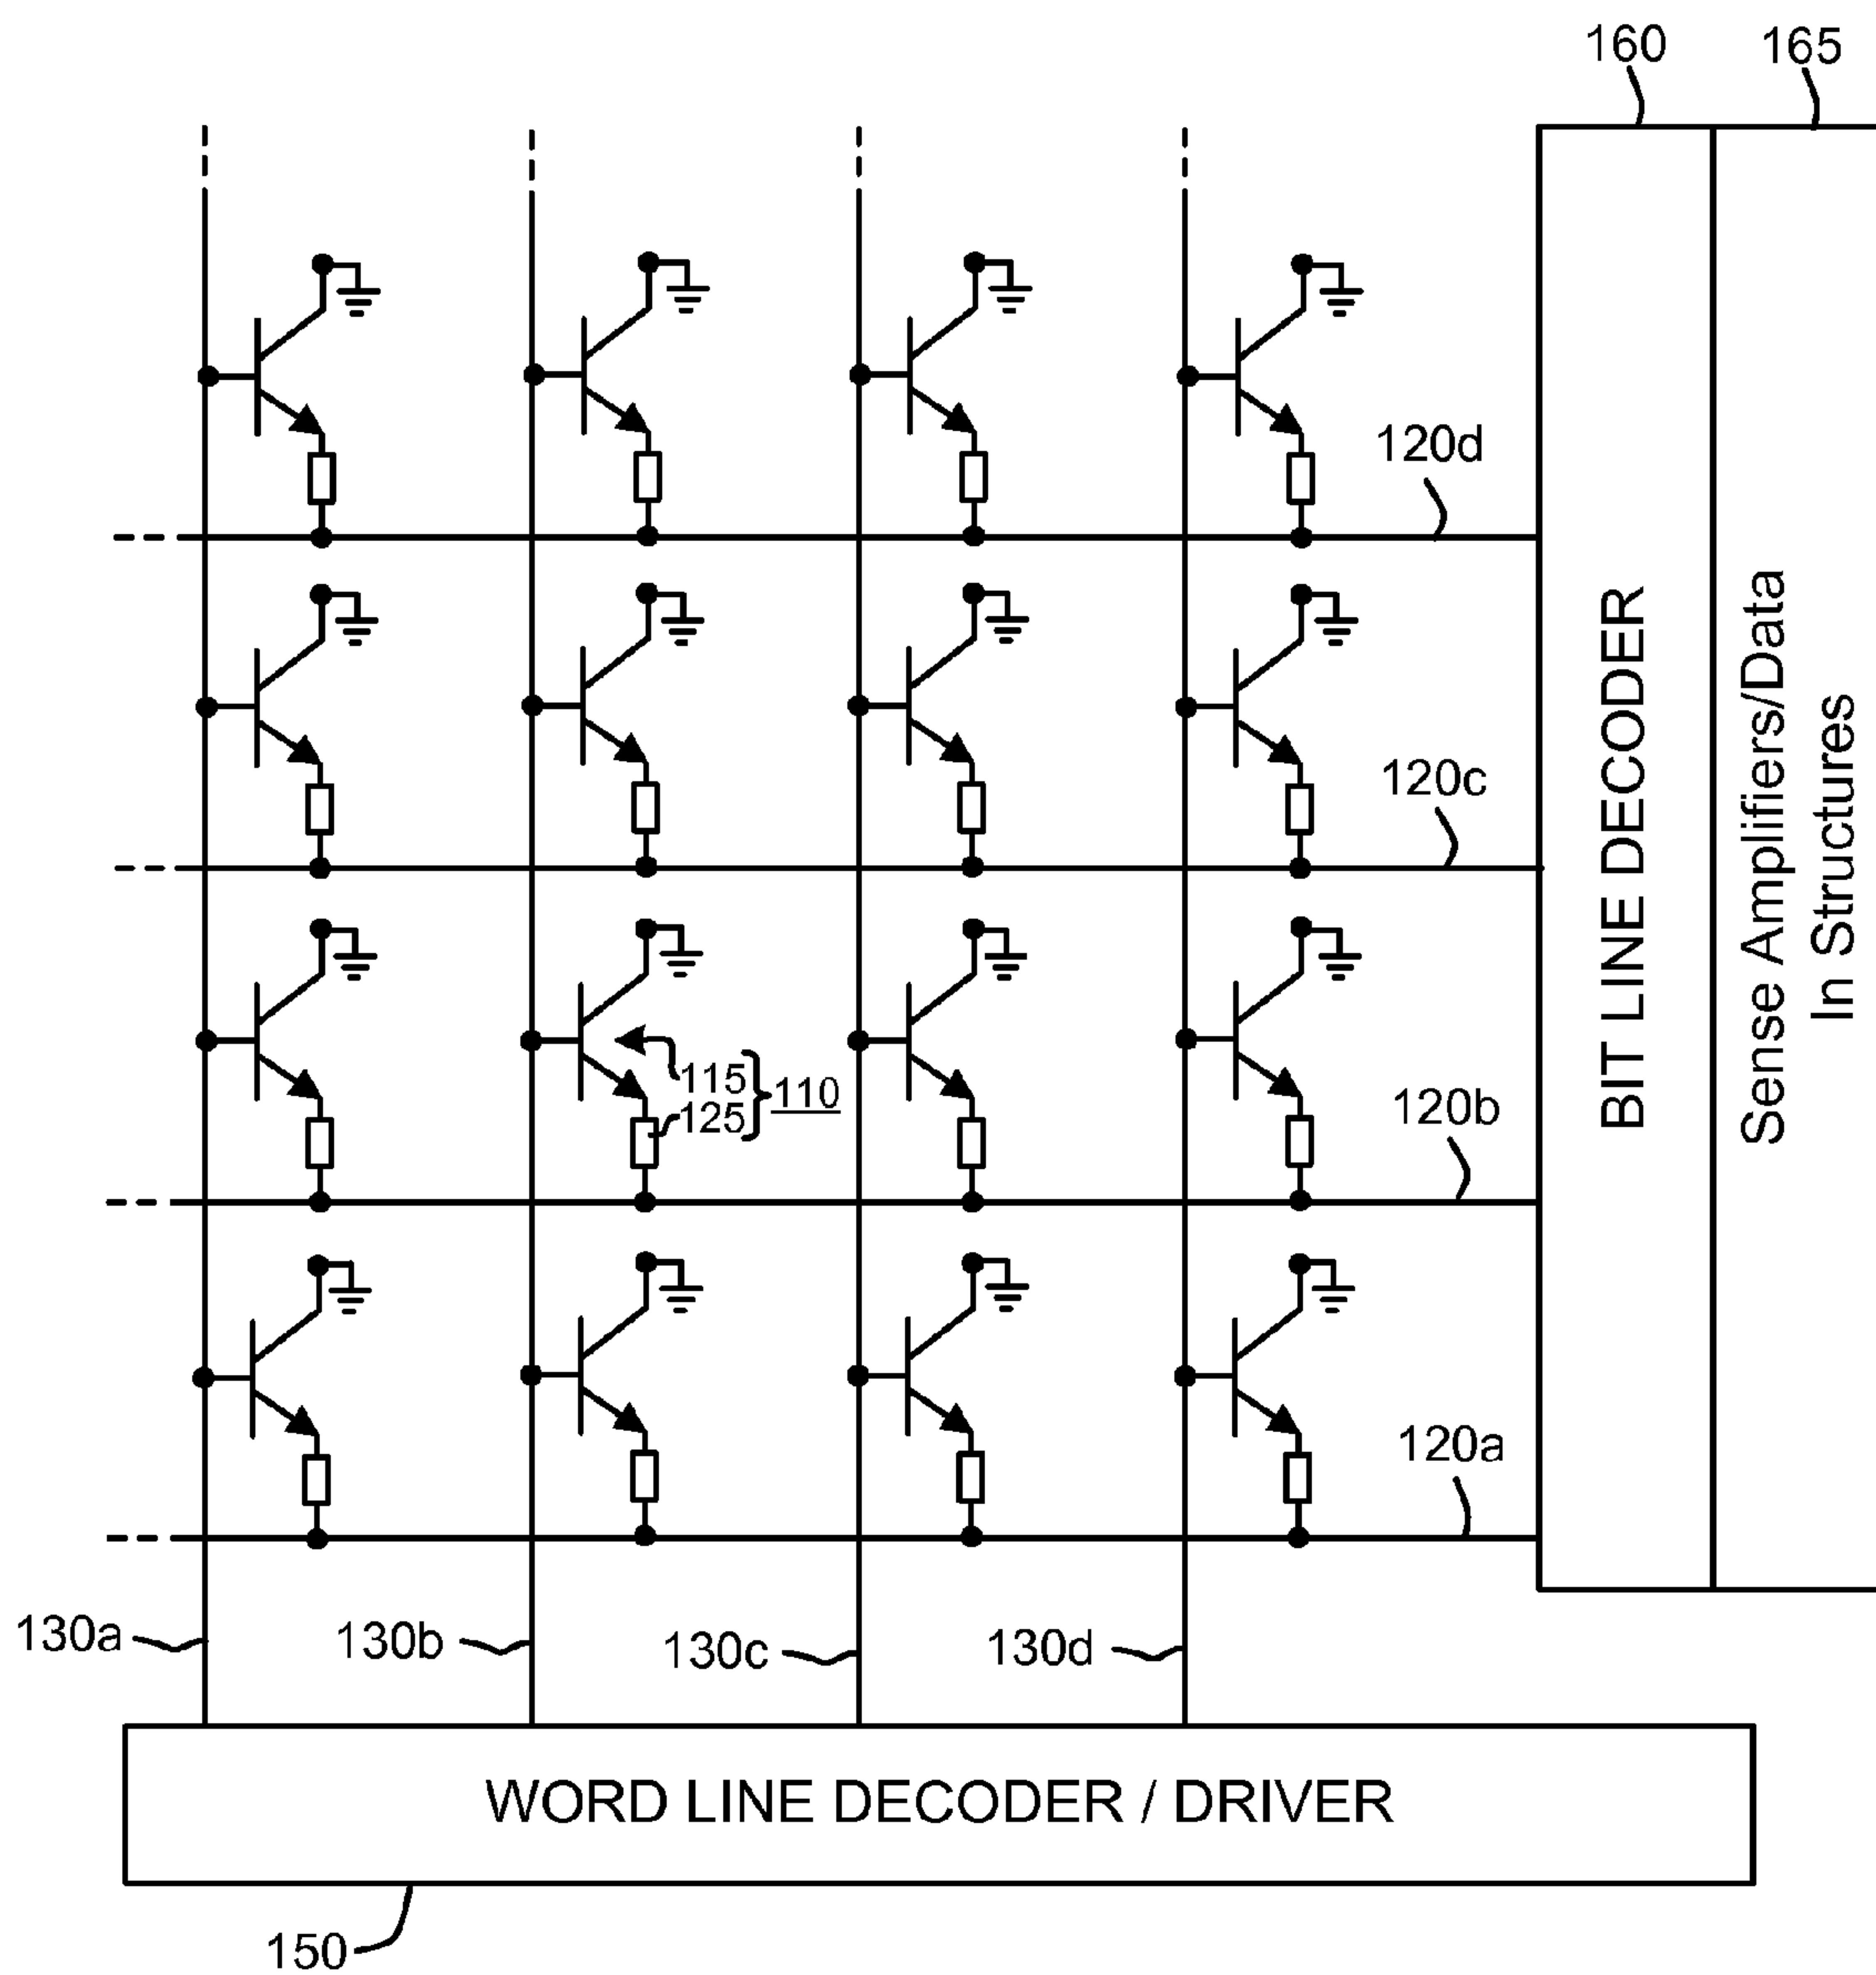 160
165
120d
120c
115
125
110
120b
120a
BIT LINE DECODER
Sense Amplifiers/Data
In Structures
130a
130b
130c
130d
WORD LINE DECODER / DRIVER
150